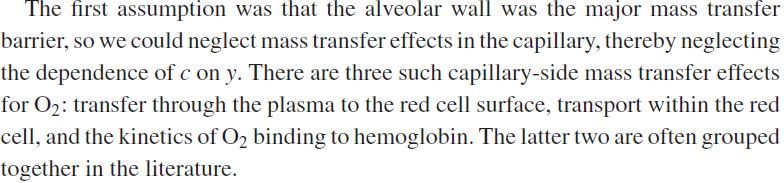 The first assumption was that the alveolar wall was the major mass transfer
barrier, so we could neglect mass transfer effects in the capillary, thereby neglecting
the dependence of c on y. There are three such capillary-side mass transfer effects
for O₂: transfer through the plasma to the red cell surface, transport within the red
cell, and the kinetics of O₂ binding to hemoglobin. The latter two are often grouped
together in the literature.